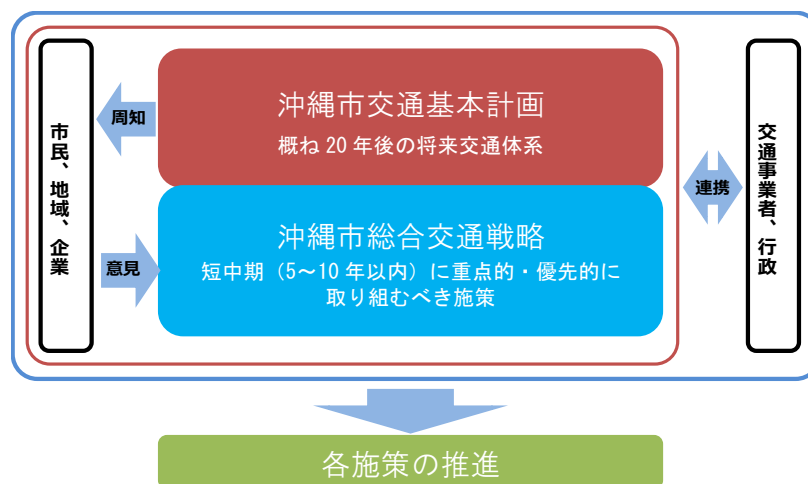 市民、地域、企業
周知
意見
沖縄市交通基本計画
概ね 20 年後の将来交通体系
沖縄市総合交通戦略
短中期（5～10 年以内）に重点的・優先的に
取り組むべき施策
連携
交通事業者、行政
各施策の推進